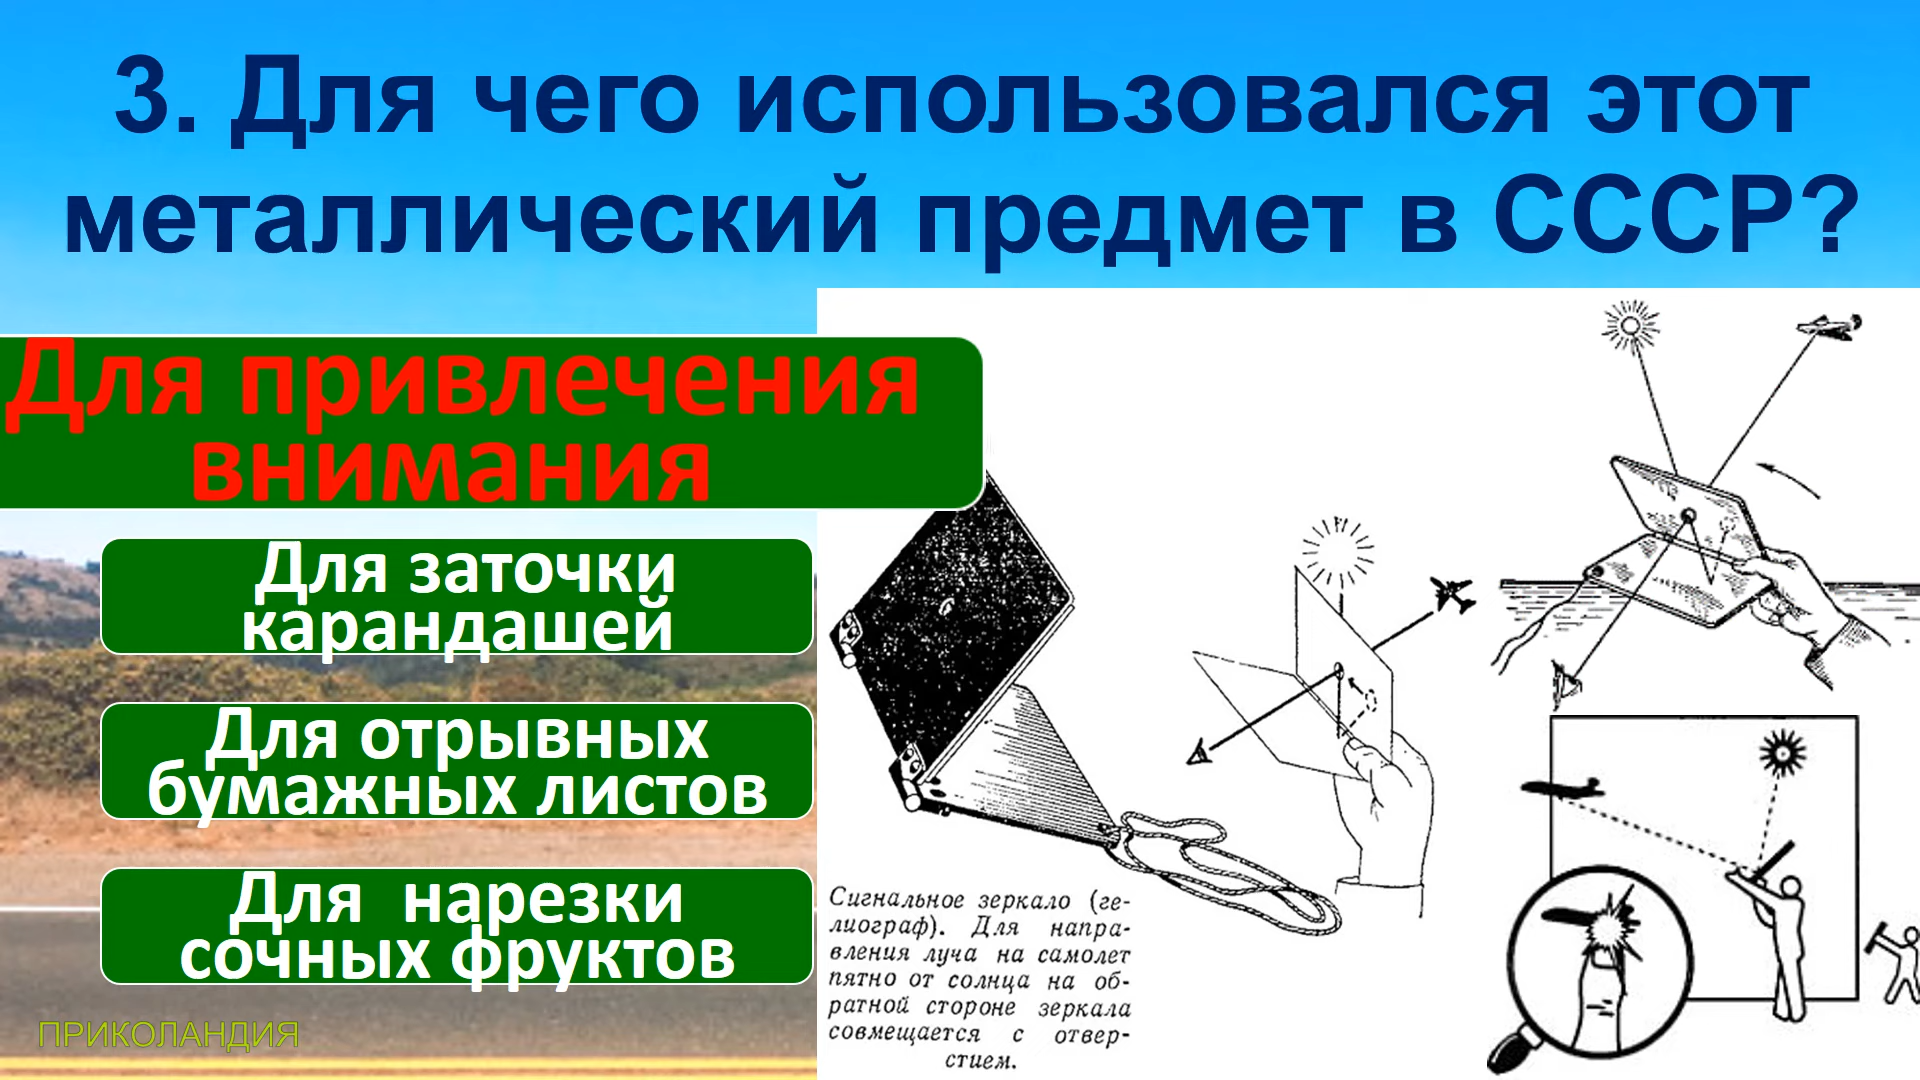 3. Для чего использовался этот
металлический предмет в СССР?
Для привлечения
внимания
Для заточки
карандашей
Для отрывных
бумажных листов
Для нарезки
сочных фруктов
ПРИКОЛАНДИЯ
Сигнальное зеркало (ге-
лиограф). Для напра-
вления луча на самолет
пятно от солнца на об-
ратной стороне зеркала
совмещается с отвер-
стием.